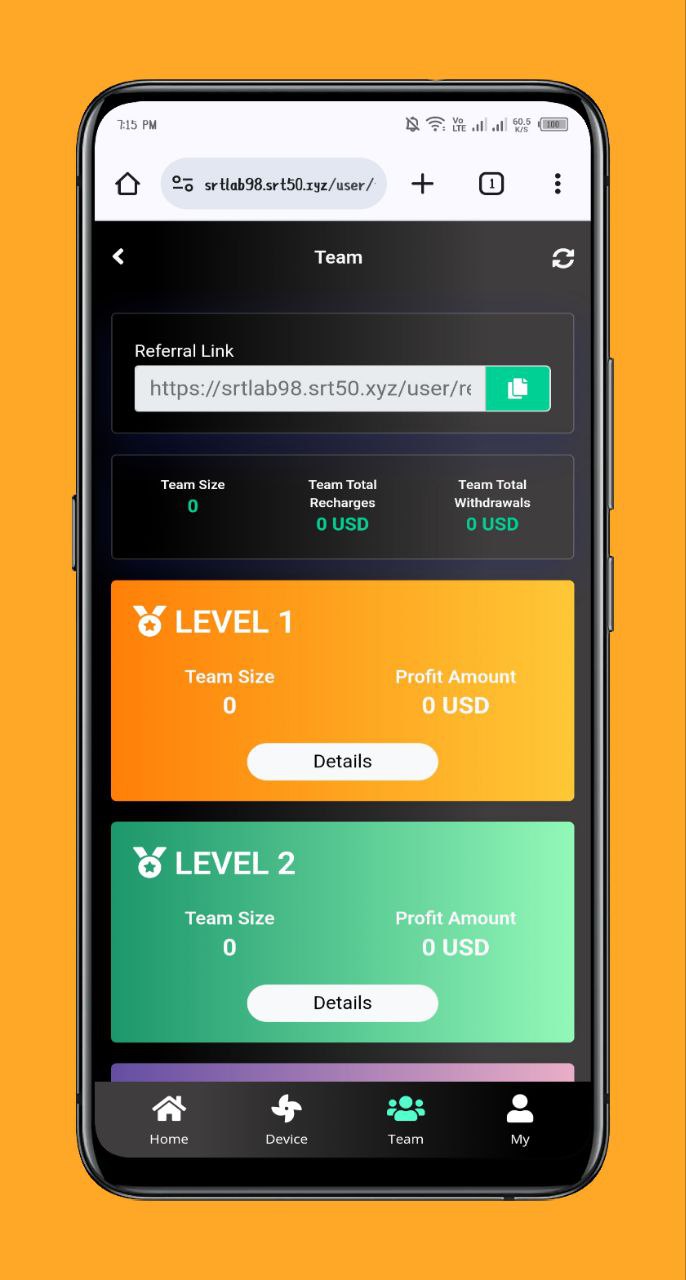 7:15 PM
Vo LTE 60.5 K/S 100
srtlab98.srt50.xyz/user/
1
Team
Referral Link
https://srtlab98.srt50.xyz/user/re
Team Size
0
Team Total Recharges
0 USD
Team Total Withdrawals
0 USD
LEVEL 1
Team Size
0
Profit Amount
0 USD
Details
LEVEL 2
Team Size
0
Profit Amount
0 USD
Details
Home
Device
Team
My